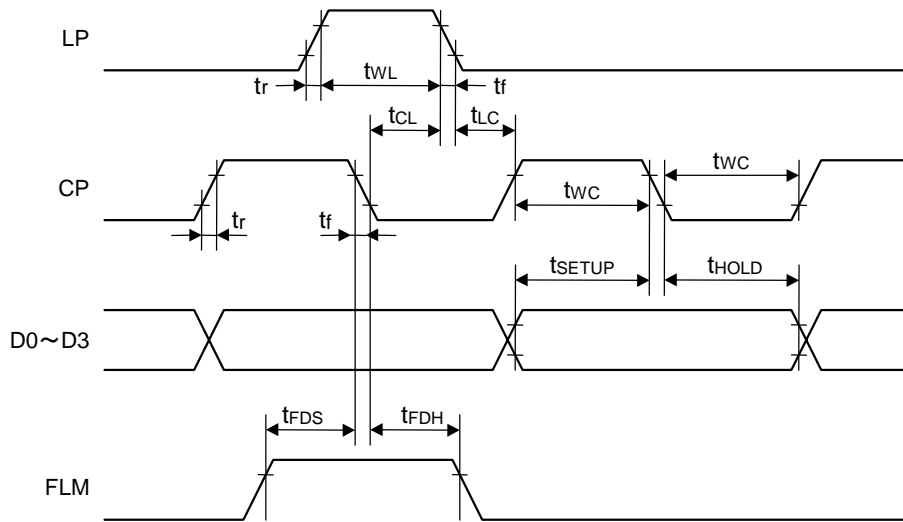 LP
tr
tWL
tf
tCL
tLC
CP
tWC
tWC
tr
tf
tSETUP
tHOLD
D0～D3
tFDS
tFDH
FLM